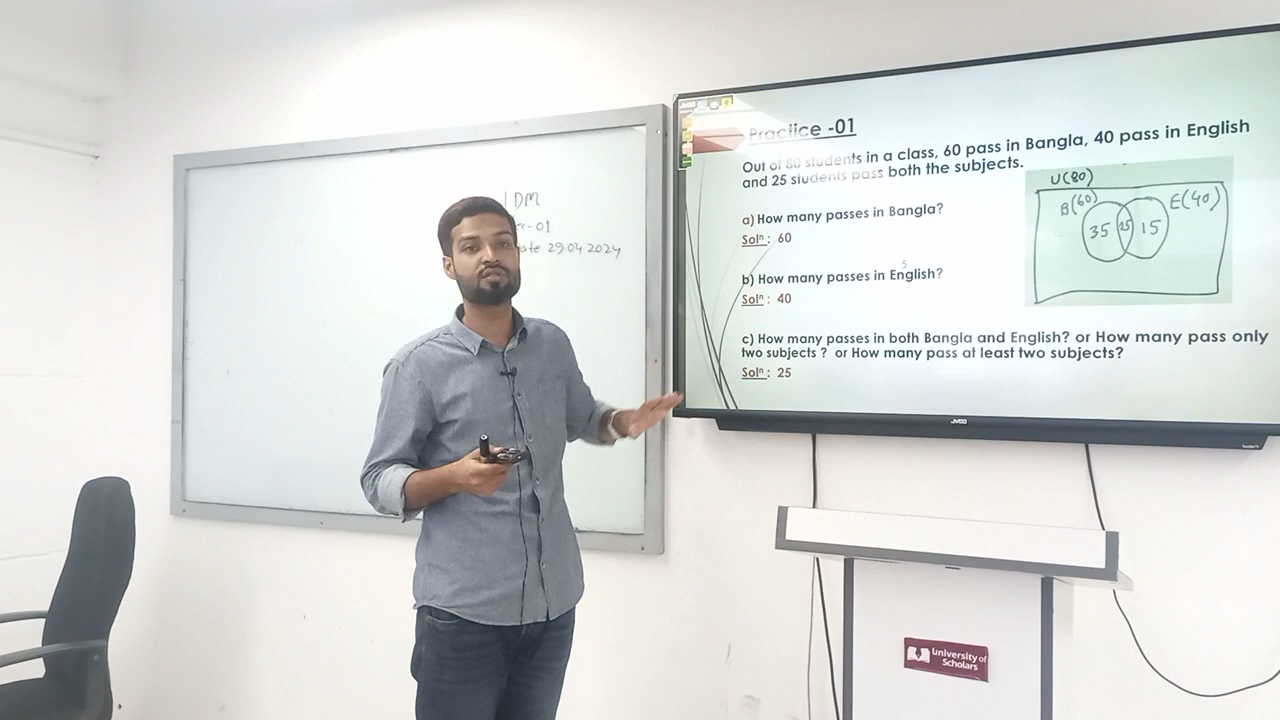 DM
-01
ate 29.04.2024
Practice -01
Out of 80 students in a class, 60 pass in Bangla, 40 pass in English
and 25 students pass both the subjects.
a) How many passes in Bangla?
Solⁿ : 60
b) How many passes in English?
Solⁿ : 40
c) How many passes in both Bangla and English? or How many pass only
two subjects ? or How many pass at least two subjects?
Solⁿ : 25
U(80)
B(60) E(40)
35 25 15
JVCO
University of
Scholars